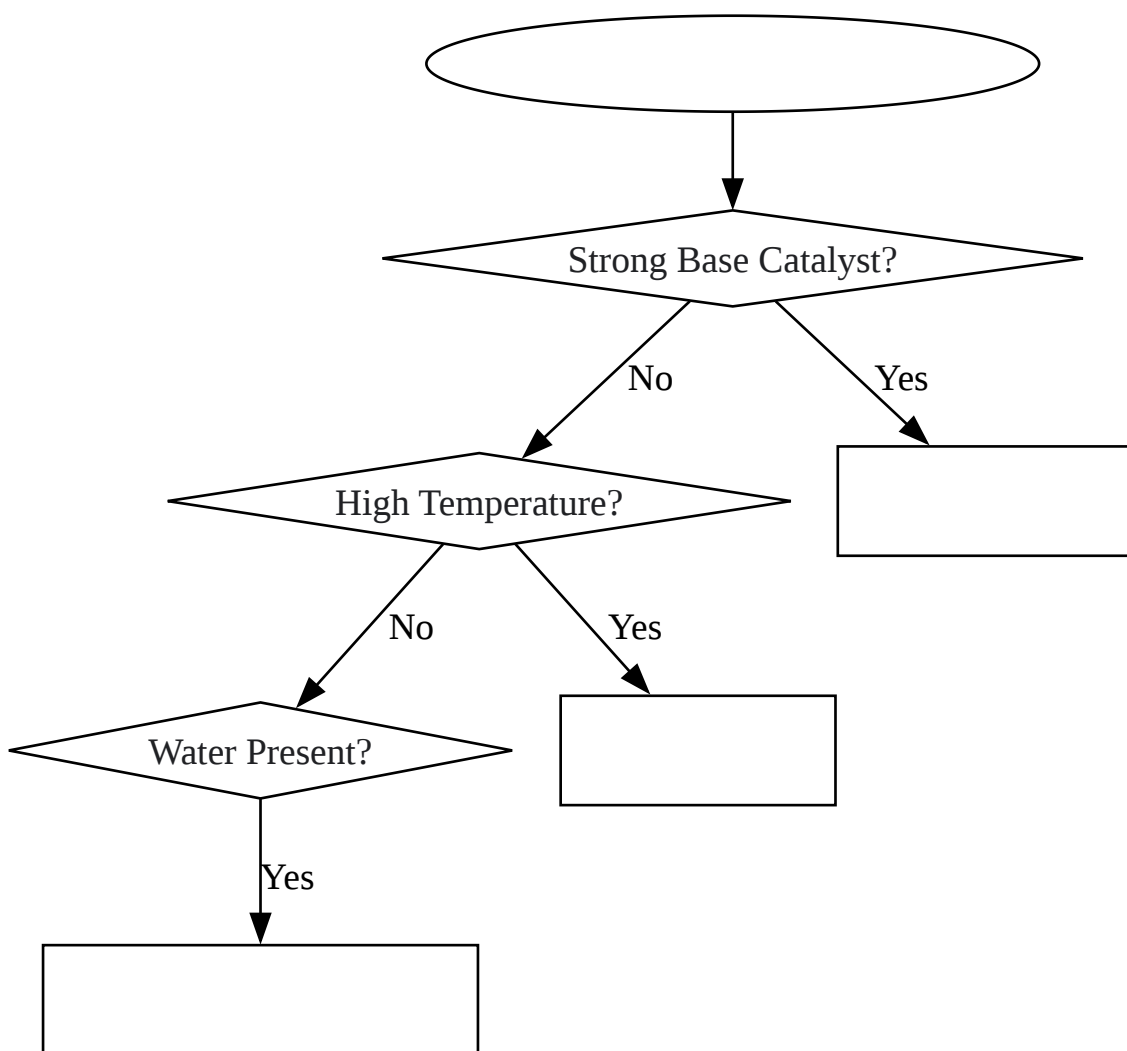 Strong Base Catalyst?
No
Yes
High Temperature?
No
Yes
Water Present?
Yes